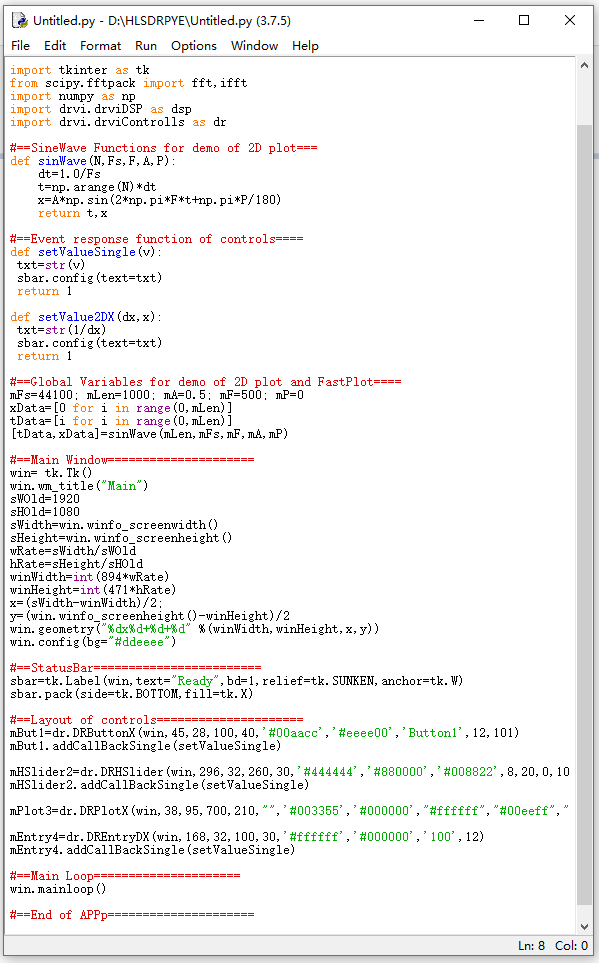 Untitled.py - D:\HLSDRPYE\Untitled.py (3.7.5)
File Edit Format Run Options Window Help
import tkinter as tk
from scipy.fftpack import fft,ifft
import numpy as np
import drvi.drviDSP as dsp
import drvi.drviControlls as dr
#==SineWave Functions for demo of 2D plot===
def sinWave(N,Fs,F,A,P):
    dt=1.0/Fs
    t=np.arange(N)*dt
    x=A*np.sin(2*np.pi*F*t+np.pi*P/180)
    return t,x
#==Event response function of controls====
def setValueSingle(v):
 txt=str(v)
 sbar.config(text=txt)
 return 1
def setValue2DX(dx,x):
 txt=str(1/dx)
 sbar.config(text=txt)
 return 1
#==Global Variables for demo of 2D plot and FastPlot====
mFs=44100; mLen=1000; mA=0.5; mF=500; mP=0
xData=[0 for i in range(0,mLen)]
tData=[i for i in range(0,mLen)]
[tData,xData]=sinWave(mLen,mFs,mF,mA,mP)
#==Main Window=====================
win= tk.Tk()
win.wm_title("Main")
sWOld=1920
sHOld=1080
sWidth=win.winfo_screenwidth()
sHeight=win.winfo_screenheight()
wRate=sWidth/sWOld
hRate=sHeight/sHOld
winWidth=int(894*wRate)
winHeight=int(471*hRate)
x=(sWidth-winWidth)/2;
y=(win.winfo_screenheight()-winHeight)/2
win.geometry("%dx%d+%d+%d" %(winWidth,winHeight,x,y))
win.config(bg="#ddeeee")
#==StatusBar========================
sbar=tk.Label(win,text="Ready",bd=1,relief=tk.SUNKEN,anchor=tk.W)
sbar.pack(side=tk.BOTTOM,fill=tk.X)
#==Layout of controls=====================
mBut1=dr.DRButtonX(win,45,28,100,40,'#00aacc','#eeee00','Button1',12,101)
mBut1.addCallBackSingle(setValueSingle)
mHSlider2=dr.DRHSlider(win,296,32,260,30,'#444444','#880000','#008822',8,20,0,10
mHSlider2.addCallBackSingle(setValueSingle)
mPlot3=dr.DRPlotX(win,38,95,700,210,"",'#003355','#000000',"#ffffff","#00eeff","
mEntry4=dr.DREntryDX(win,168,32,100,30,'#ffffff','#000000','100',12)
mEntry4.addCallBackSingle(setValueSingle)
#==Main Loop=====================
win.mainloop()
#==End of APPp=====================
Ln: 8 Col: 0